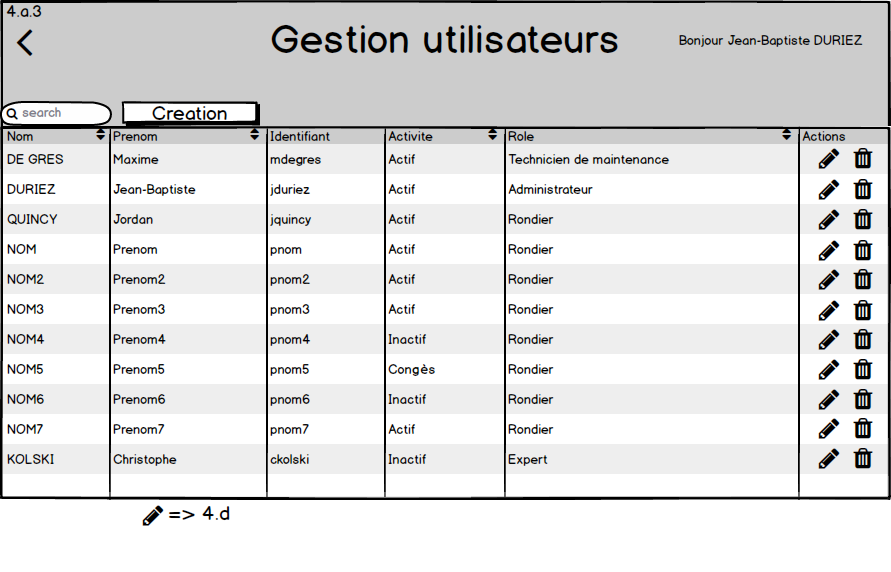 4.a.3
Gestion utilisateurs
Bonjour Jean-Baptiste DURIEZ
search
Creation
Nom Prenom Identifiant Activite Role Actions
DE GRES Maxime mdegres Actif Technicien de maintenance
DURIEZ Jean-Baptiste jduriez Actif Administrateur
QUINCY Jordan jquincy Actif Rondier
NOM Prenom pnom Actif Rondier
NOM2 Prenom2 pnom2 Actif Rondier
NOM3 Prenom3 pnom3 Actif Rondier
NOM4 Prenom4 pnom4 Inactif Rondier
NOM5 Prenom5 pnom5 Congès Rondier
NOM6 Prenom6 pnom6 Inactif Rondier
NOM7 Prenom7 pnom7 Actif Rondier
KOLSKI Christophe ckolski Inactif Expert
=> 4.d